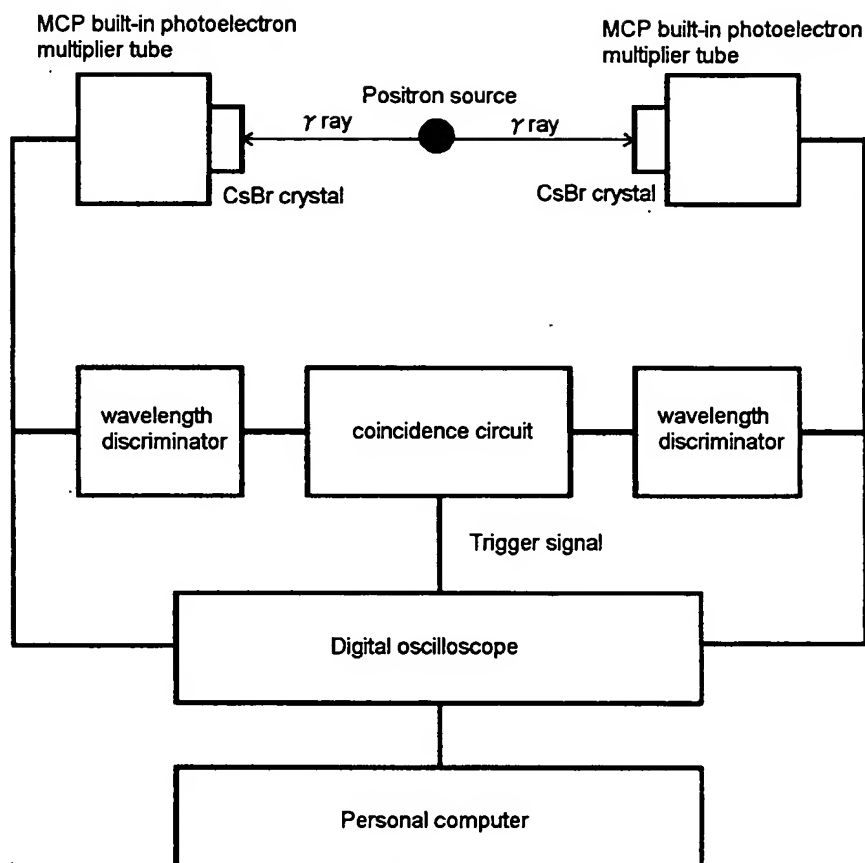 MCP built-in photoelectron
multiplier tube
MCP built-in photoelectron
multiplier tube
Positron source
γ ray
γ ray
CsBr crystal
CsBr crystal
wavelength
discriminator
coincidence circuit
wavelength
discriminator
Trigger signal
Digital oscilloscope
Personal computer